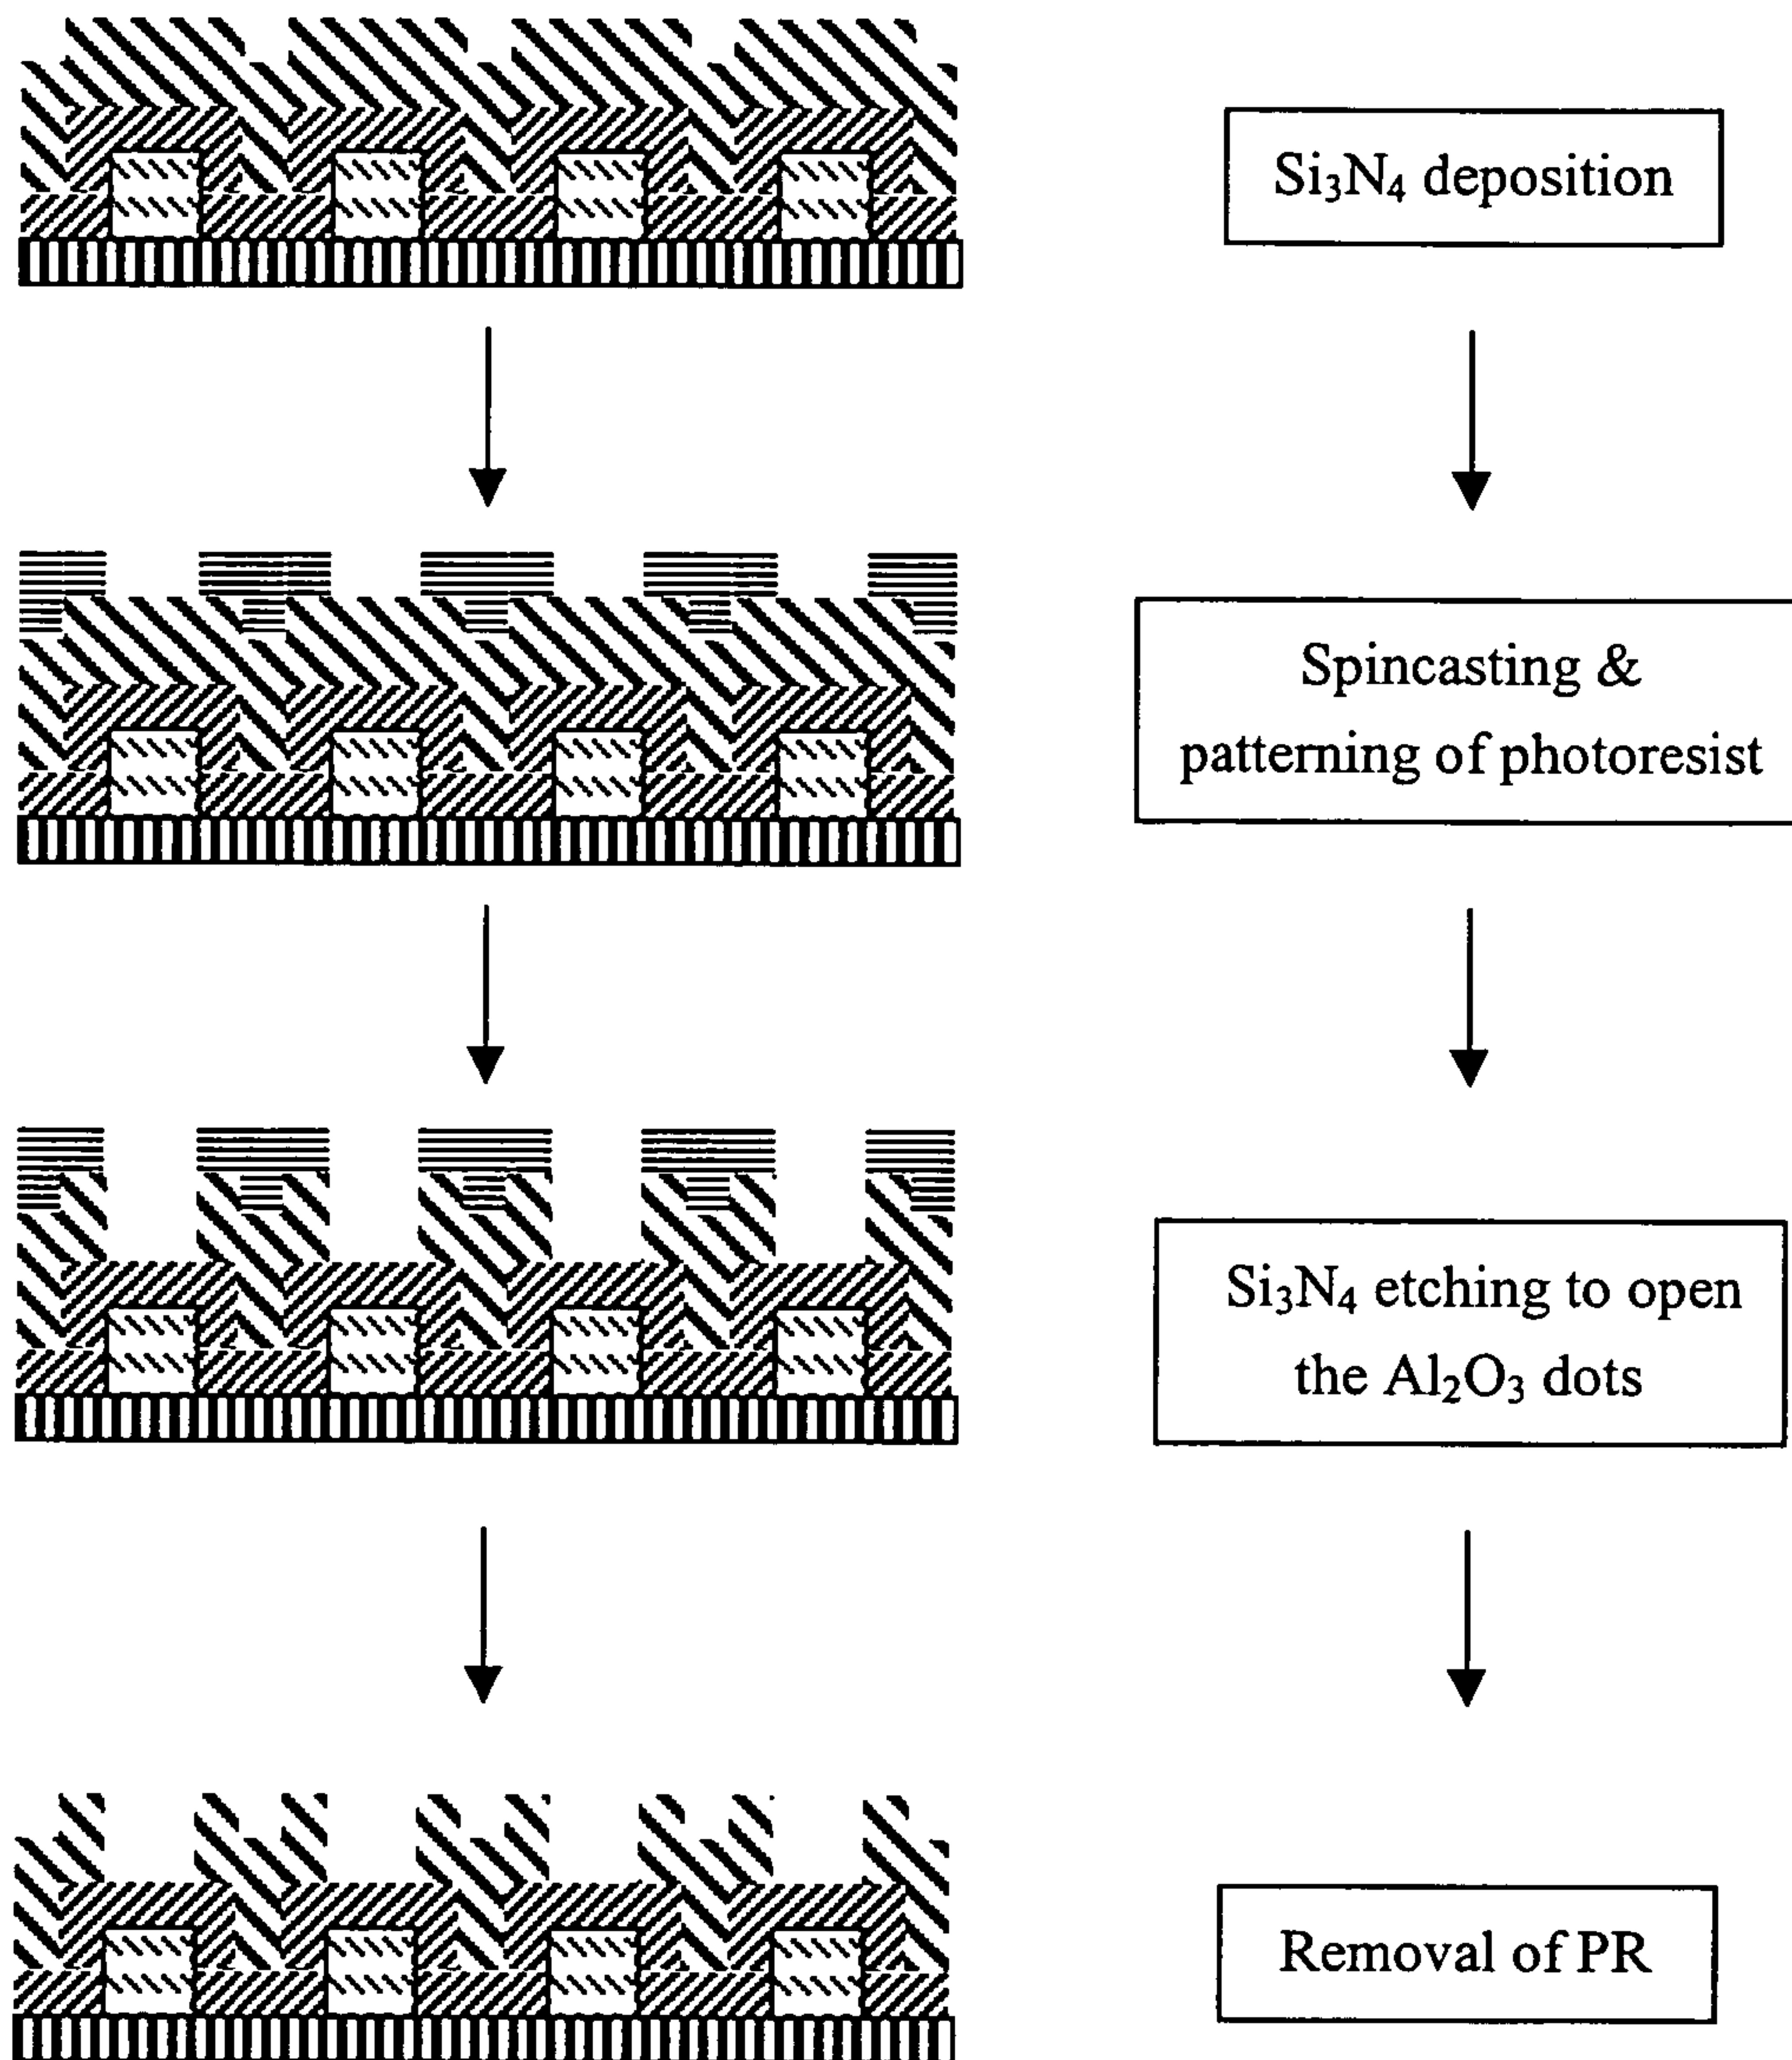 Si₃N₄ deposition
Spincasting &
patterning of photoresist
Si₃N₄ etching to open
the Al₂O₃ dots
Removal of PR